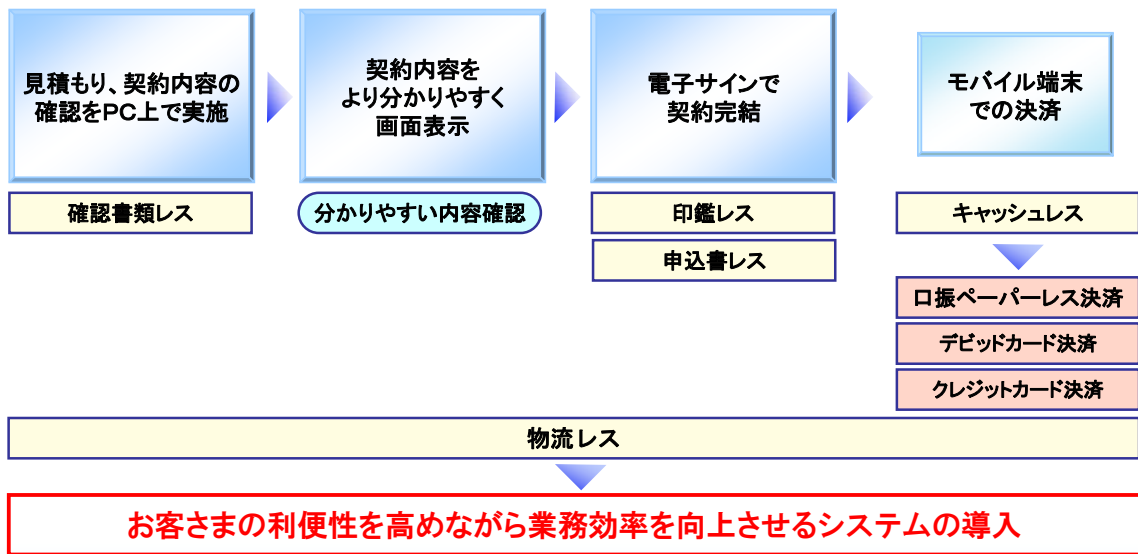 見積もり、契約内容の
確認をPC上で実施
契約内容を
より分かりやすく
画面表示
電子サインで
契約完結
モバイル端末
での決済
確認書類レス
分かりやすい内容確認
印鑑レス
キャッシュレス
申込書レス
口振ペーパーレス決済
デビッドカード決済
クレジットカード決済
物流レス
お客さまの利便性を高めながら業務効率を向上させるシステムの導入